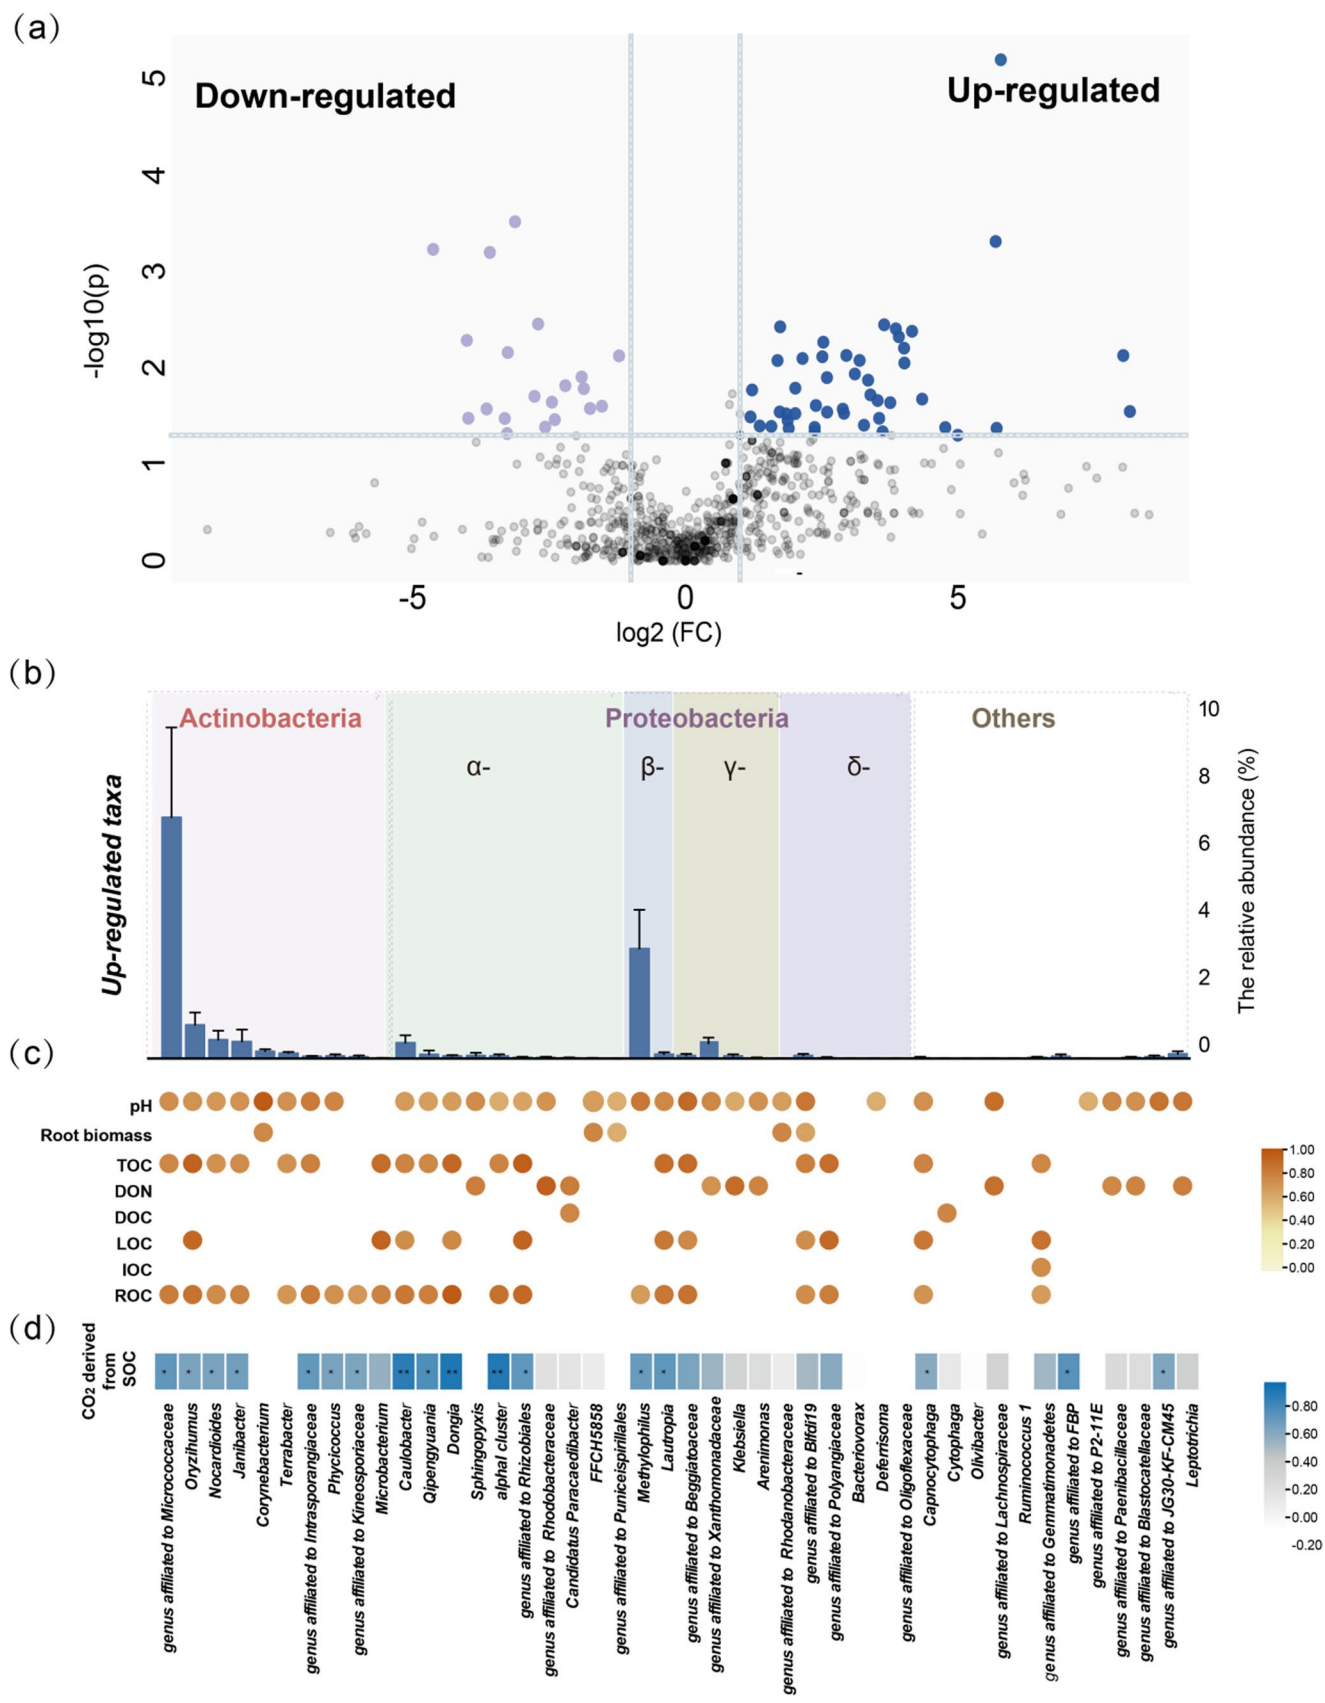 (a)
Down-regulated
Up-regulated
5
4
3
2
1
0
-log10(p)
-5
0
5
log2 (FC)
(b)
Actinobacteria
Proteobacteria
Others
α-
β-
γ-
δ-
Up-regulated taxa
10
8
6
4
2
0
The relative abundance (%)
(c)
pH
Root biomass
TOC
DON
DOC
LOC
IOC
ROC
1.00
0.80
0.60
0.40
0.20
0.00
(d)
CO2 derived
from
SOC
* * * * * * * ** * ** ** * * * * * *
0.80
0.60
0.40
0.20
0.00
-0.20
genus affiliated to Micrococcaceae
Oryzihumus
Nocardioides
Janibacter
Corynebacterium
Terrabacter
genus affiliated to Intrasporangiaceae
Phycicoccus
genus affiliated to Kineosporiaceae
Microbacterium
Caulobacter
Qipengyuania
Dongia
Sphingopyxis
alphal cluster
genus affiliated to Rhizobiales
genus affiliated to Rhodobacteraceae
Candidatus Paracaedibacter
FFCH5858
genus affiliated to Puniceispirillales
Methylophilus
Lautropia
genus affiliated to Beggiatoaceae
genus affiliated to Xanthomonadaceae
Klebsiella
Arenimonas
genus affiliated to Rhodanobacteraceae
genus affiliated to Blfdi19
genus affiliated to Polyangiaceae
Bacteriovorax
Deferrisoma
genus affiliated to Oligoflexaceae
Capnocytophaga
Cytophaga
Olivibacter
genus affiliated to Lachnospiraceae
Ruminococcus 1
genus affiliated to Gemmatimonadetes
genus affiliated to FBP
genus affiliated to P2-11E
genus affiliated to Paenibacillaceae
genus affiliated to Blastocatellaceae
genus affiliated to JG30-KF-CM45
Leptotrichia